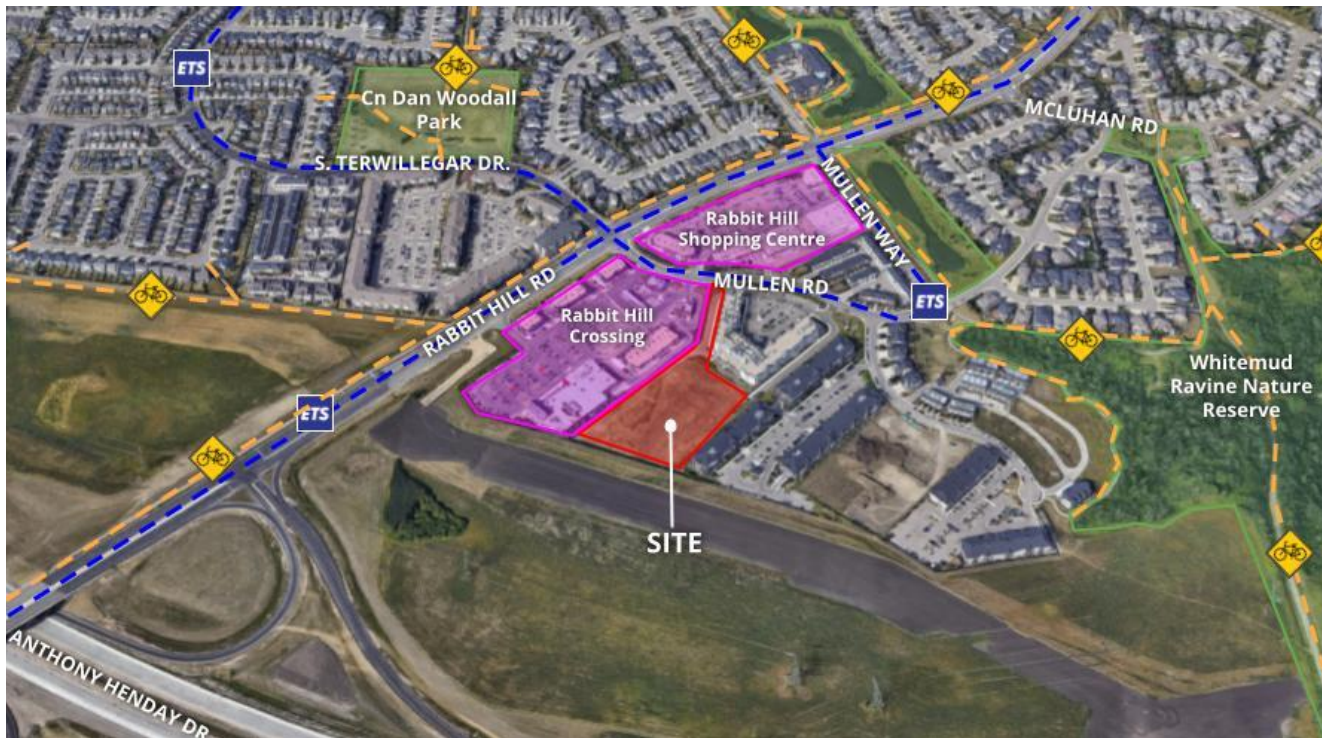 ETS
Cn Dan Woodall
Park
MCLUHAN RD
S. TERWILLEGAR DR.
MULLEN WAY
Rabbit Hill
Shopping Centre
MULLEN RD
ETS
RABBIT HILL RD
Rabbit Hill
Crossing
Whitemud
Ravine Nature
Reserve
ETS
SITE
ANTHONY HENDAY DR.